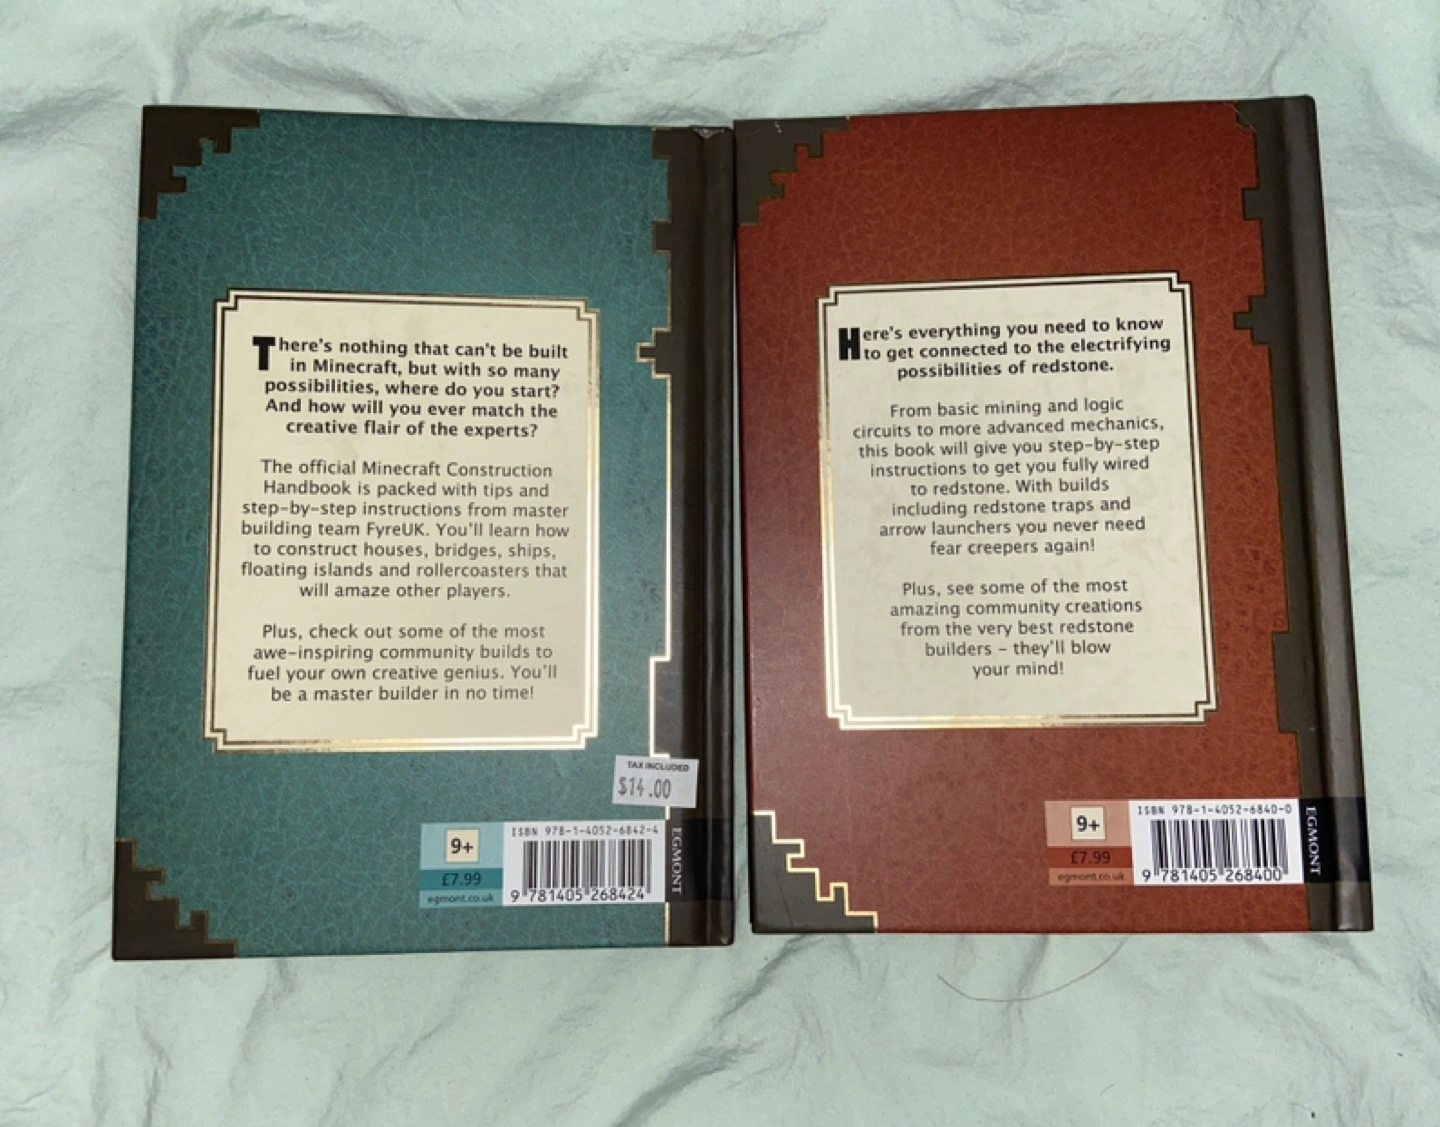 There's nothing that can't be built
in Minecraft, but with so many
possibilities, where do you start?
And how will you ever match the
creative flair of the experts?
The official Minecraft Construction
Handbook is packed with tips and
step-by-step instructions from master
building team FyreUK. You'll learn how
to construct houses, bridges, ships,
floating islands and rollercoasters that
will amaze other players.
Plus, check out some of the most
awe-inspiring community builds to
fuel your own creative genius. You'll
be a master builder in no time!
TAX INCLUDED
$14.00
9+
£7.99
egmont.co.uk
ISBN 978-1-4052-6842-4
9 781405 268424
EGMONT
Here's everything you need to know
to get connected to the electrifying
possibilities of redstone.
From basic mining and logic
circuits to more advanced mechanics,
this book will give you step-by-step
instructions to get you fully wired
to redstone. With builds
including redstone traps and
arrow launchers you never need
fear creepers again!
Plus, see some of the most
amazing community creations
from the very best redstone
builders – they'll blow
your mind!
9+
£7.99
egmont.co.uk
ISBN 978-1-4052-6840-0
9 781405 268400
EGMONT